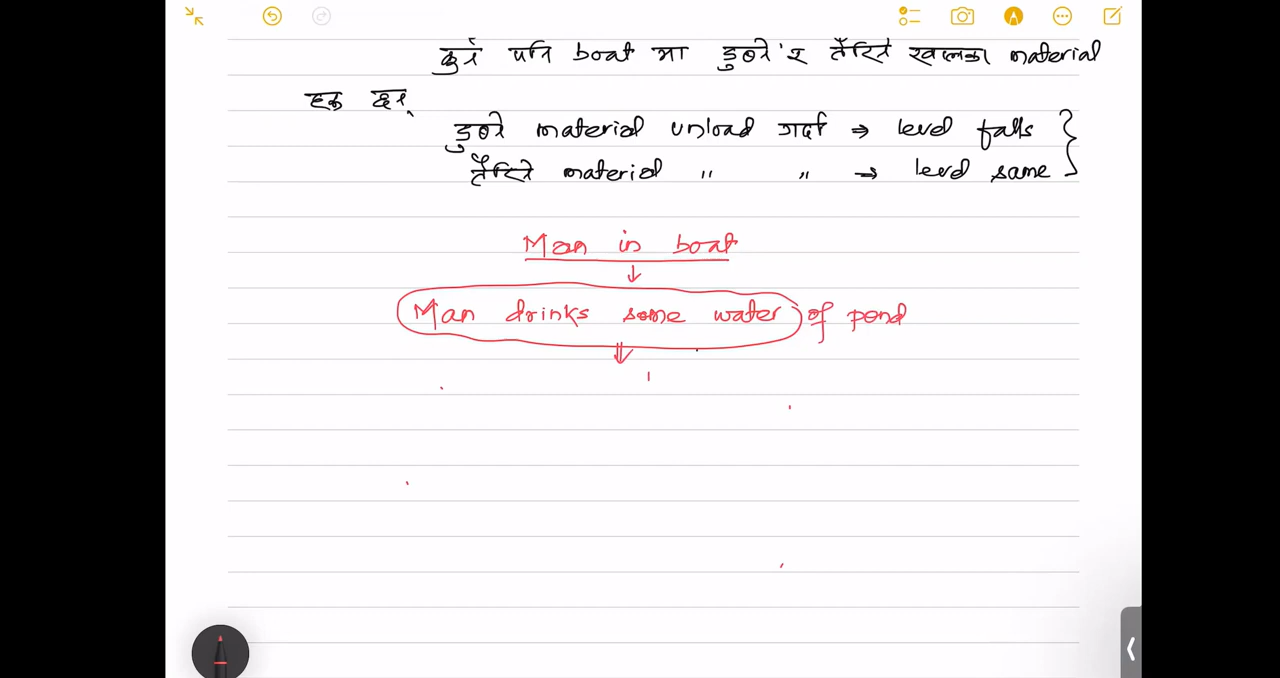 कुनै पनि boat मा डुब्ने र तैरिने खालका material
हरु छन्,
डुब्ने material unload गर्दा ⇒ level falls
तैरिने material " " → level same
Man in boat
↓
Man drinks some water of pond
⇓